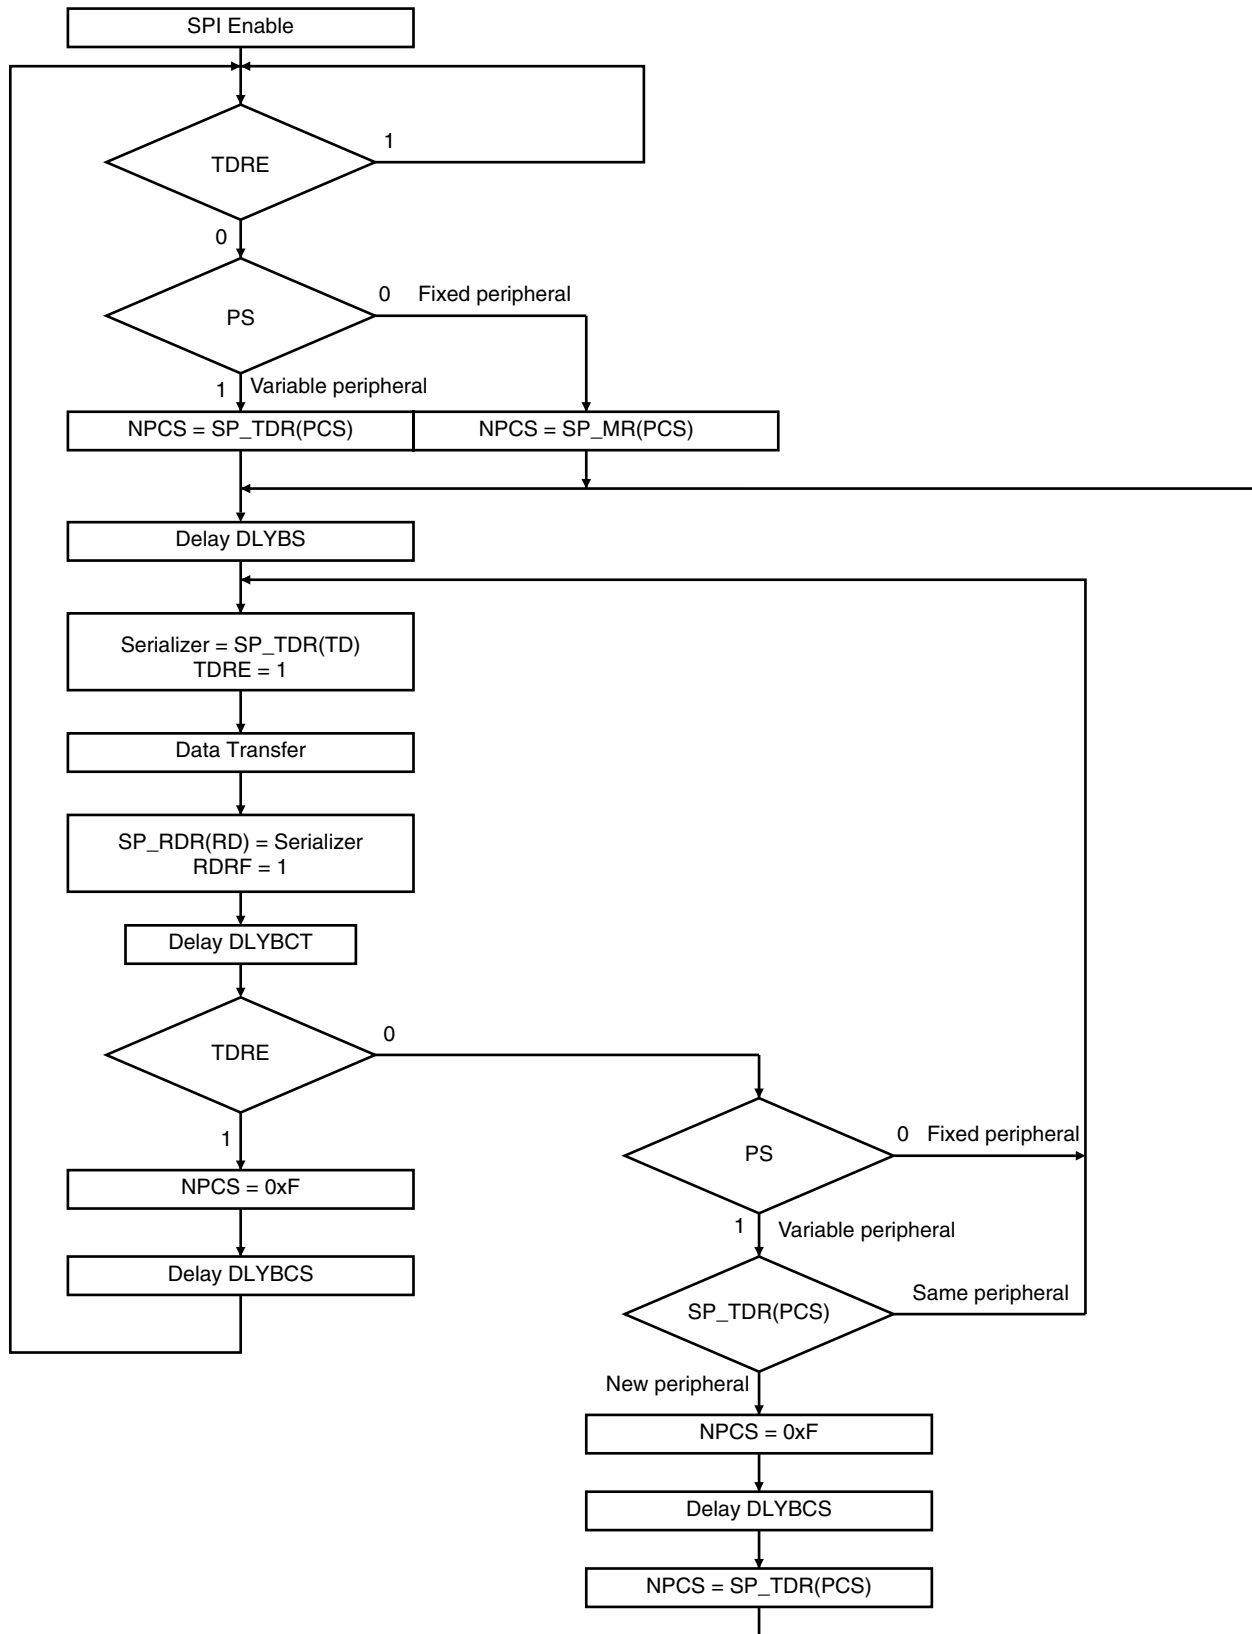 SPI Enable
1
TDRE
0
0 Fixed peripheral
PS
1 Variable peripheral
NPCS = SP_TDR(PCS)
NPCS = SP_MR(PCS)
Delay DLYBS
Serializer = SP_TDR(TD)
TDRE = 1
Data Transfer
SP_RDR(RD) = Serializer
RDRF = 1
Delay DLYBCT
0
TDRE
1
NPCS = 0xF
Delay DLYBCS
0 Fixed peripheral
PS
1 Variable peripheral
Same peripheral
SP_TDR(PCS)
New peripheral
NPCS = 0xF
Delay DLYBCS
NPCS = SP_TDR(PCS)